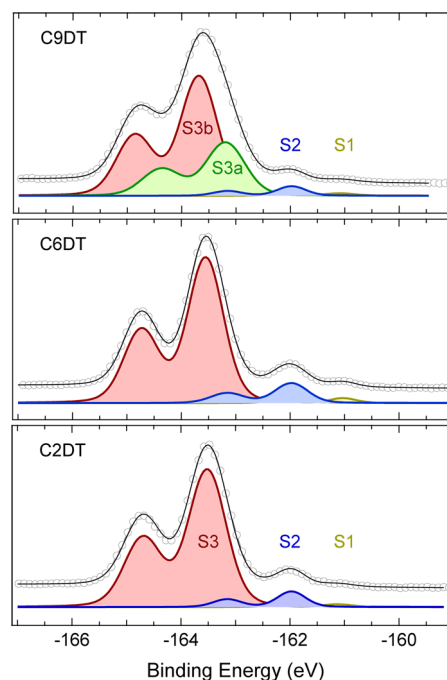 C9DT
S3b
S2
S1
S3a
C6DT
C2DT
S3
S2
S1
-166
-164
-162
-160
Binding Energy (eV)